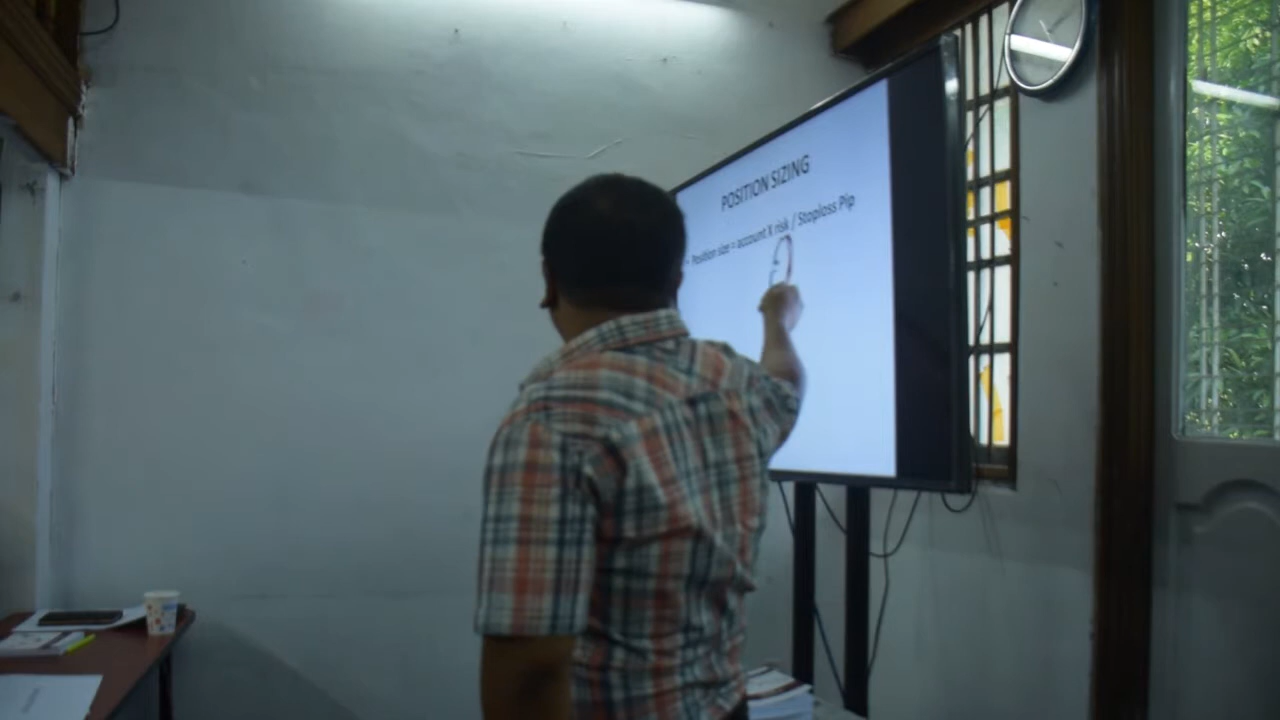 POSITION SIZING
• Position size = account X risk / Stoploss Pip